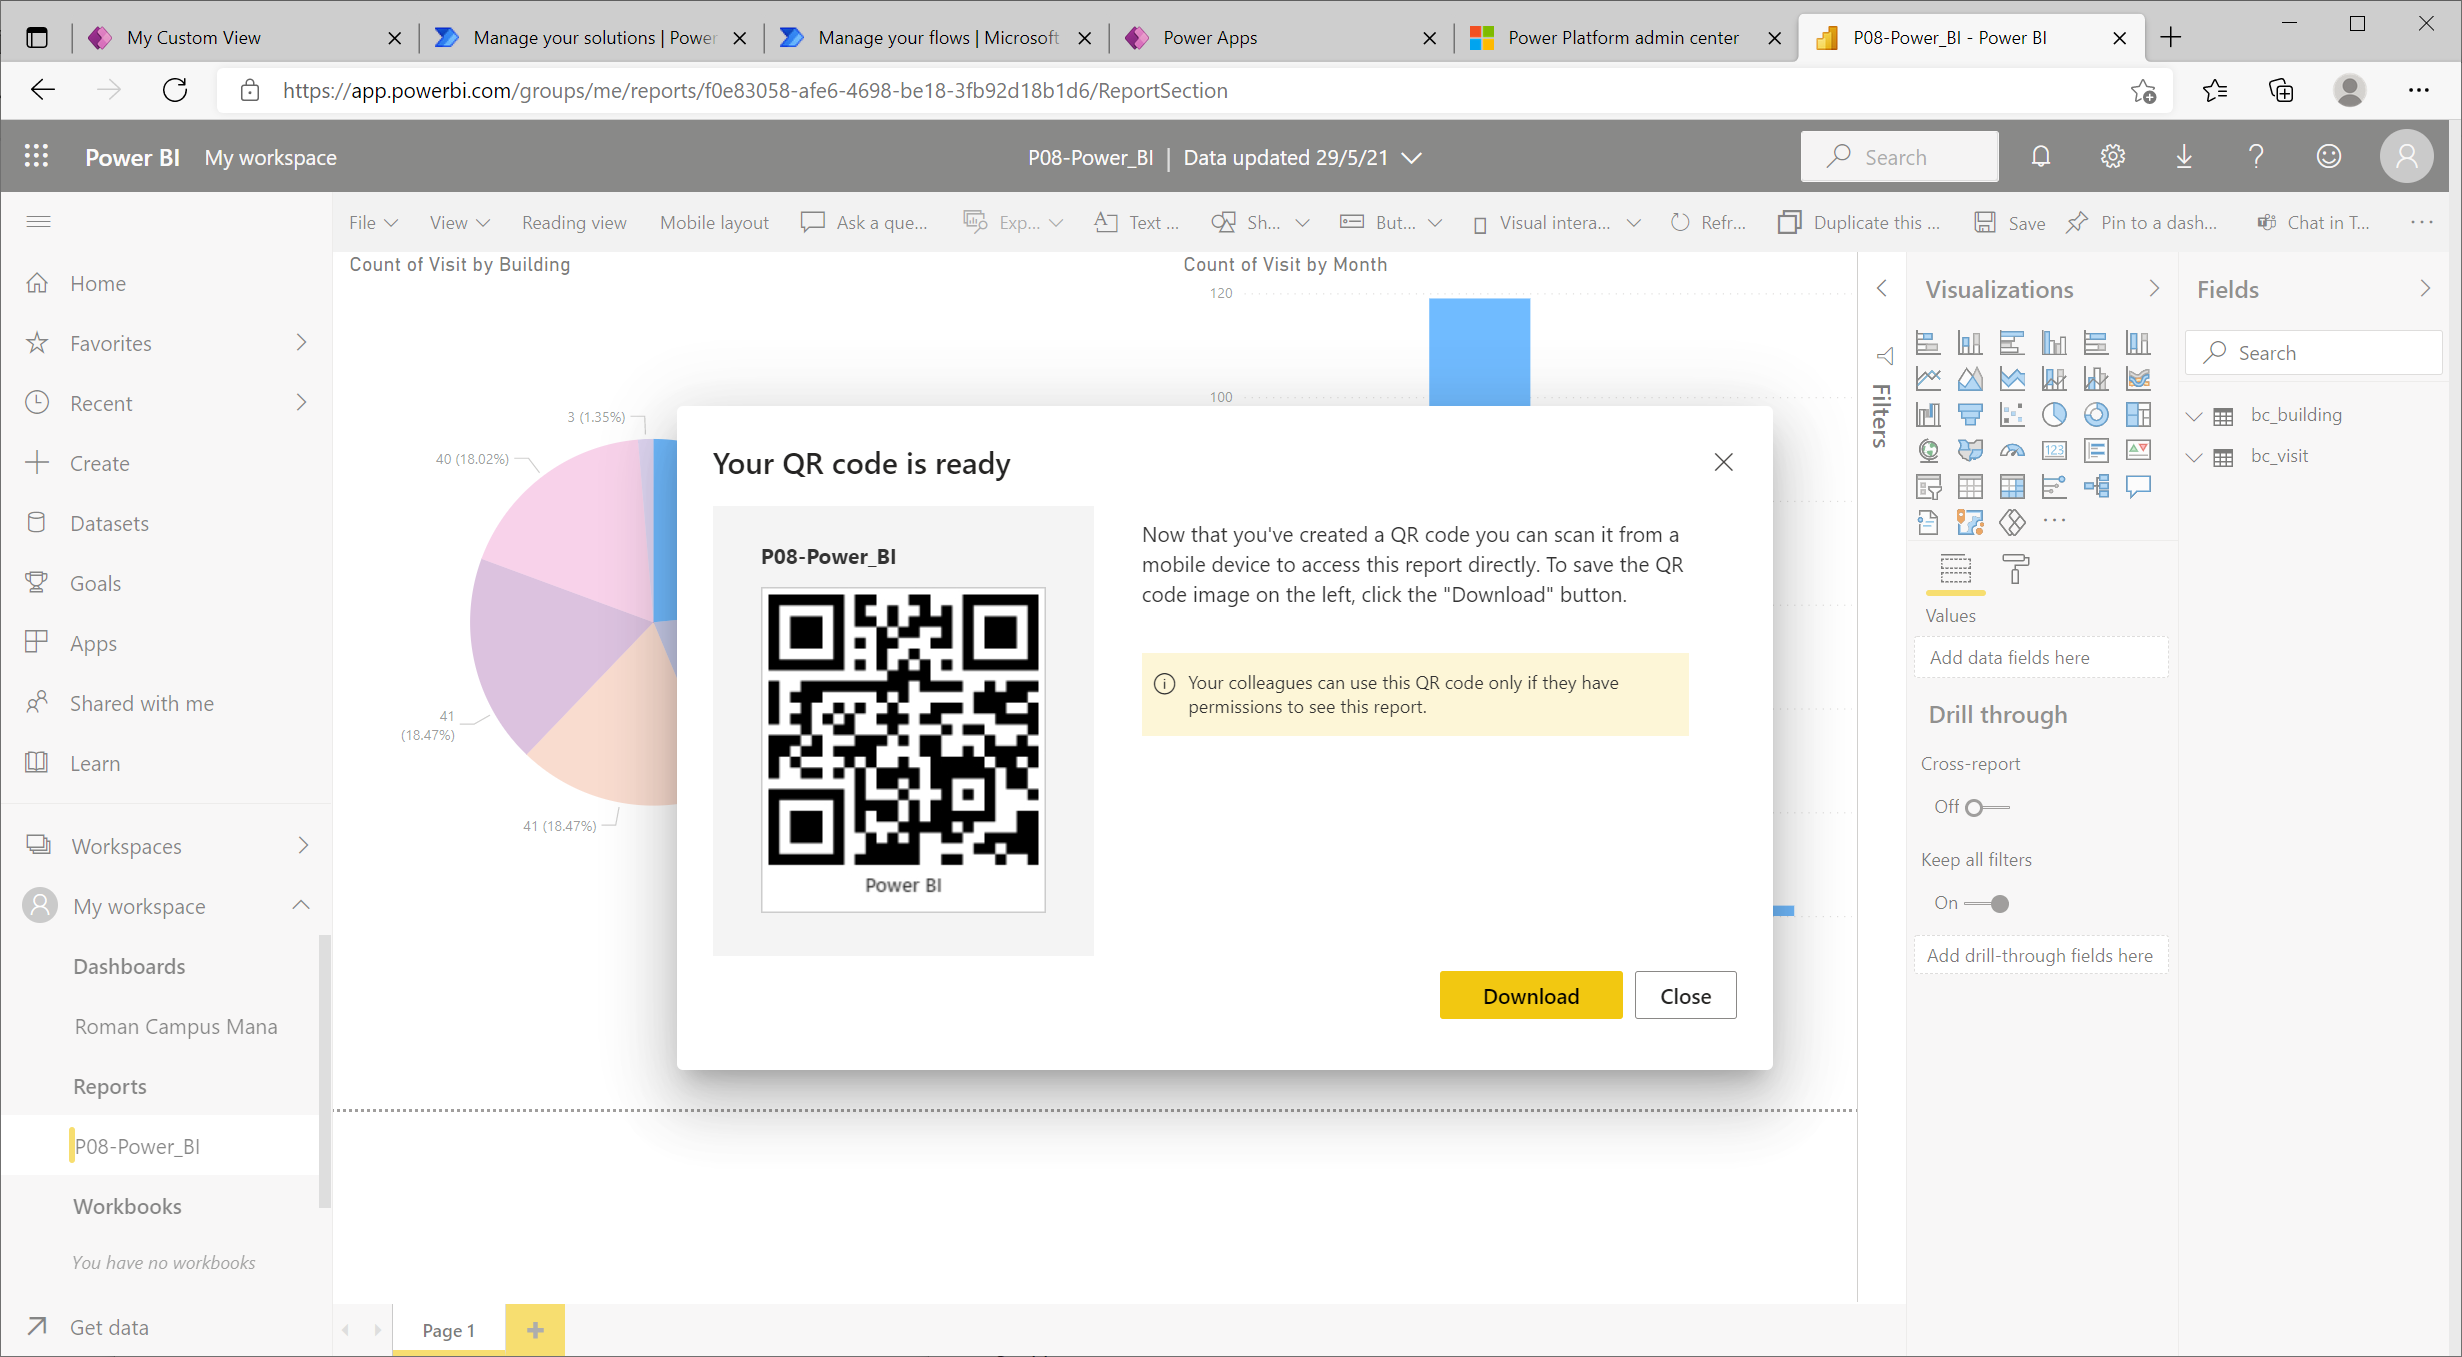 My Custom View
Manage your solutions | Power
Manage your flows | Microsoft
Power Apps
Power Platform admin center
P08-Power_BI - Power BI
https://app.powerbi.com/groups/me/reports/f0e83058-afe6-4698-be18-3fb92d18b1d6/ReportSection
Power BI My workspace
P08-Power_BI | Data updated 29/5/21
Search
File View Reading view Mobile layout Ask a que... Exp... Text ... Sh... But... Visual intera... Refr... Duplicate this ... Save Pin to a dash... Chat in T... ...
Home
Favorites
Recent
Create
Datasets
Goals
Apps
Shared with me
Learn
Workspaces
My workspace
Dashboards
Roman Campus Mana
Reports
P08-Power_BI
Workbooks
You have no workbooks
Get data
Count of Visit by Building
3 (1.35%)
40 (18.02%)
41
(18.47%)
41 (18.47%)
Count of Visit by Month
120
100
Your QR code is ready
P08-Power_BI
Power BI
Now that you've created a QR code you can scan it from a
mobile device to access this report directly. To save the QR
code image on the left, click the "Download" button.
Your colleagues can use this QR code only if they have
permissions to see this report.
Download
Close
Page 1
Filters
Visualizations
123
...
Values
Add data fields here
Drill through
Cross-report
Off
Keep all filters
On
Add drill-through fields here
Fields
Search
bc_building
bc_visit